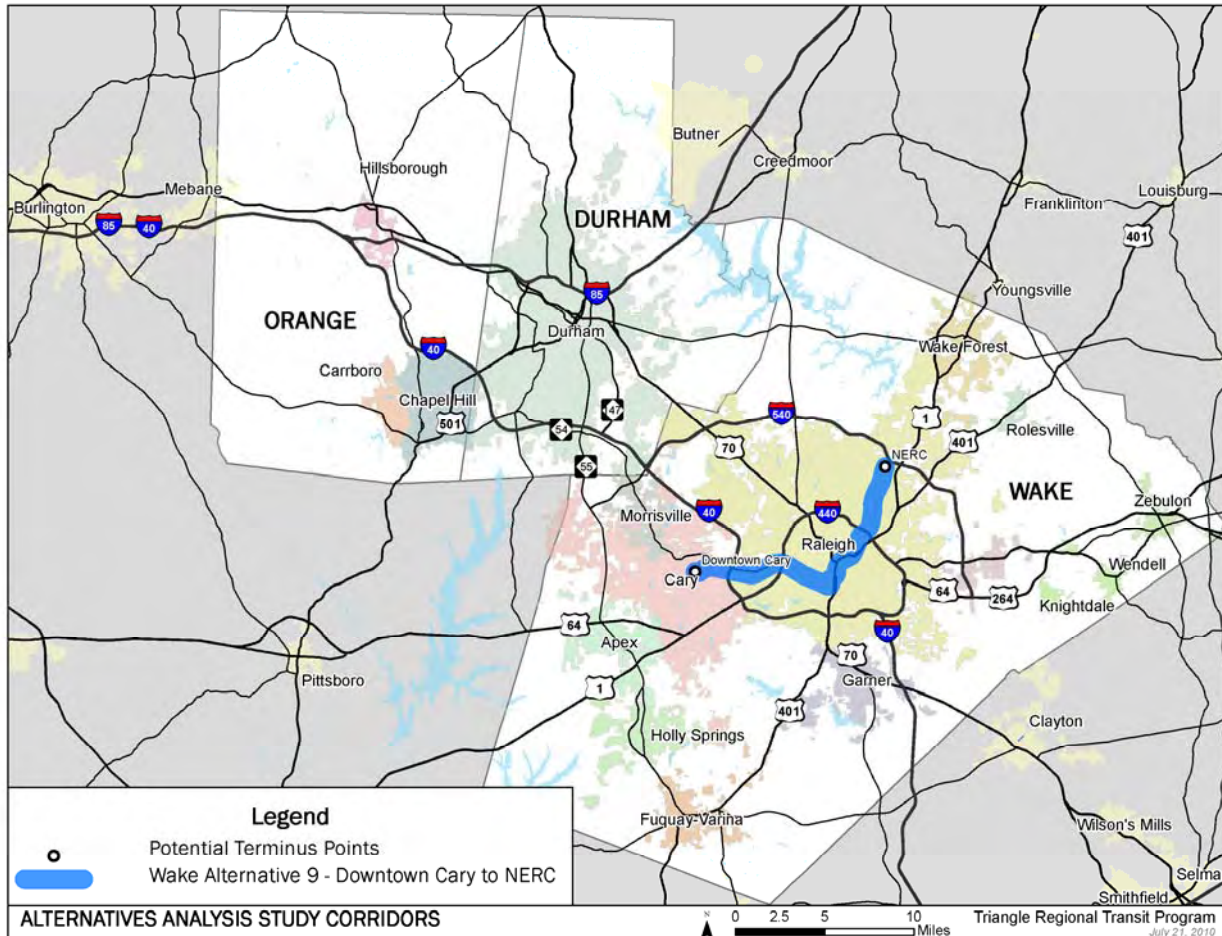 Butner
Creedmoor
Hillsborough
Mebane
Louisburg
Burlington
Franklinton
85
40
DURHAM
401
85
Youngsville
ORANGE
Durham
40
Wake Forest
Carrboro
Chapel Hill
147
540
501
54
1
401
Rolesville
70
55
NERC
WAKE
Zebulon
Morrisville
40
440
Raleigh
Downtown Cary
Cary
Wendell
64
264
Knightdale
64
Apex
40
70
Pittsboro
1
Garner
401
Clayton
Holly Springs
Legend
Potential Terminus Points
Wake Alternative 9 - Downtown Cary to NERC
Fuquay-Varina
Wilson's Mills
Selma
Smithfield
ALTERNATIVES ANALYSIS STUDY CORRIDORS
N
0 2.5 5 10
Miles
Triangle Regional Transit Program
July 21, 2010